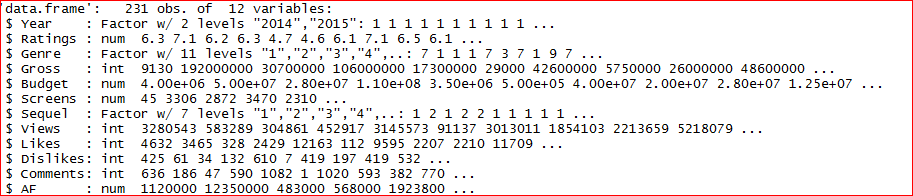 'data.frame':   231 obs. of  12 variables:
$ Year    : Factor w/ 2 levels "2014","2015": 1 1 1 1 1 1 1 1 1 1 ...
$ Ratings : num  6.3 7.1 6.2 6.3 4.7 4.6 6.1 7.1 6.5 6.1 ...
$ Genre   : Factor w/ 11 levels "1","2","3","4",..: 7 1 1 1 7 3 7 1 9 7 ...
$ Gross   : int  9130 192000000 30700000 106000000 17300000 29000 42600000 5750000 26000000 48600000 ...
$ Budget  : num  4.00e+06 5.00e+07 2.80e+07 1.10e+08 3.50e+06 5.00e+05 4.00e+07 2.00e+07 2.80e+07 1.25e+07 ...
$ Screens : num  45 3306 2872 3470 2310 ...
$ Sequel  : Factor w/ 7 levels "1","2","3","4",..: 1 2 1 2 2 1 1 1 1 1 ...
$ Views   : int  3280543 583289 304861 452917 3145573 91137 3013011 1854103 2213659 5218079 ...
$ Likes   : int  4632 3465 328 2429 12163 112 9595 2207 2210 11709 ...
$ Dislikes: int  425 61 34 132 610 7 419 197 419 532 ...
$ Comments: int  636 186 47 590 1082 1 1020 593 382 770 ...
$ AF      : num  1120000 12350000 483000 568000 1923800 ...